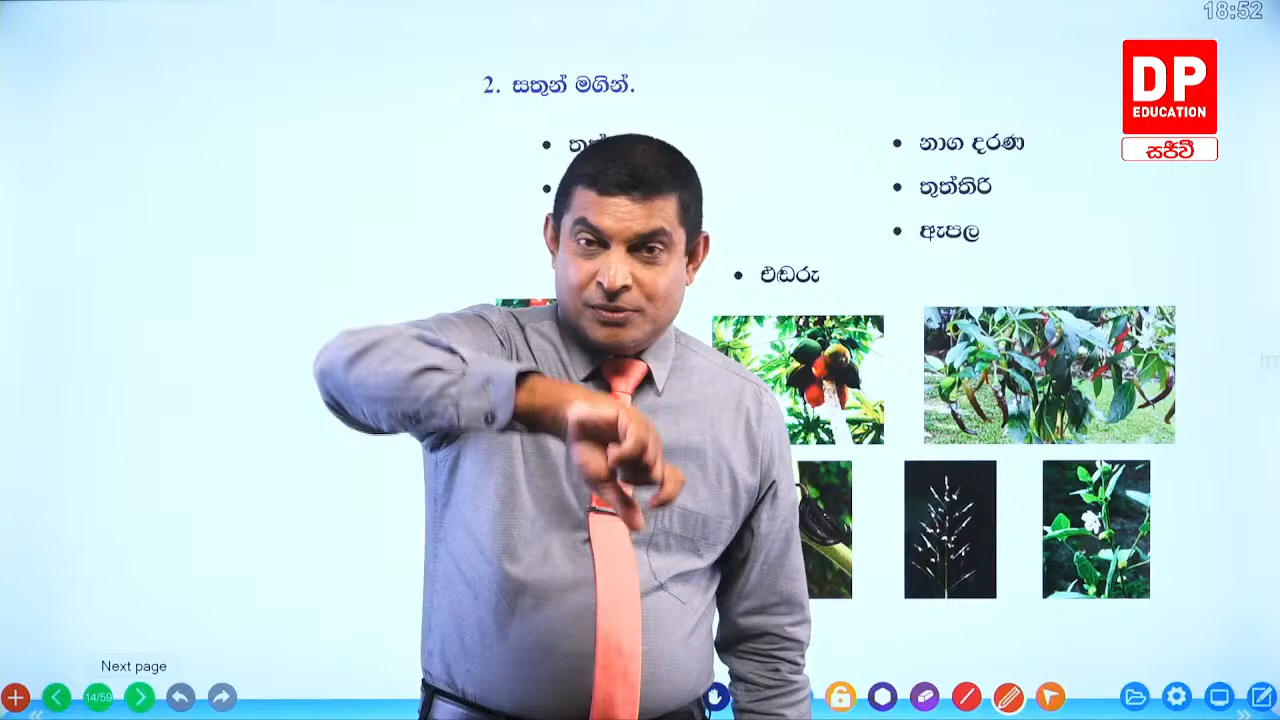 18:52
DP
EDUCATION
සජීවී
2. සතුන් මගින්.
• නාග දරණ
• තුත්තිරි
• ඇපල
• එඬරු
Next page
14/59